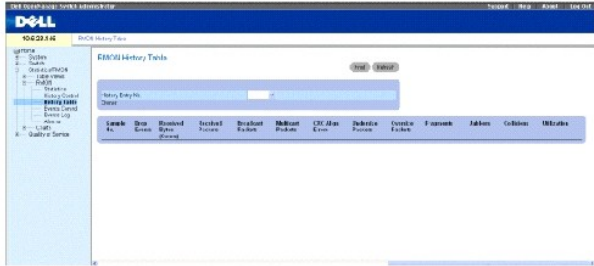 Dell OpenManage Switch Administrator
Support Help About Log Out
DELL
RMON History Table
Home
System
Switch
Statistics/RMON
Table Views
RMON
Statistics
History Control
History Table
Events Control
Events Log
Alarms
Charts
Quality of Service
RMON History Table
Print Refresh
History Entry No.
Owner
Sample No. Drop Events Received Bytes (Octets) Received Packets Broadcast Packets Multicast Packets CRC Align Errors Undersize Packets Oversize Packets Fragments Jabbers Collisions Utilization